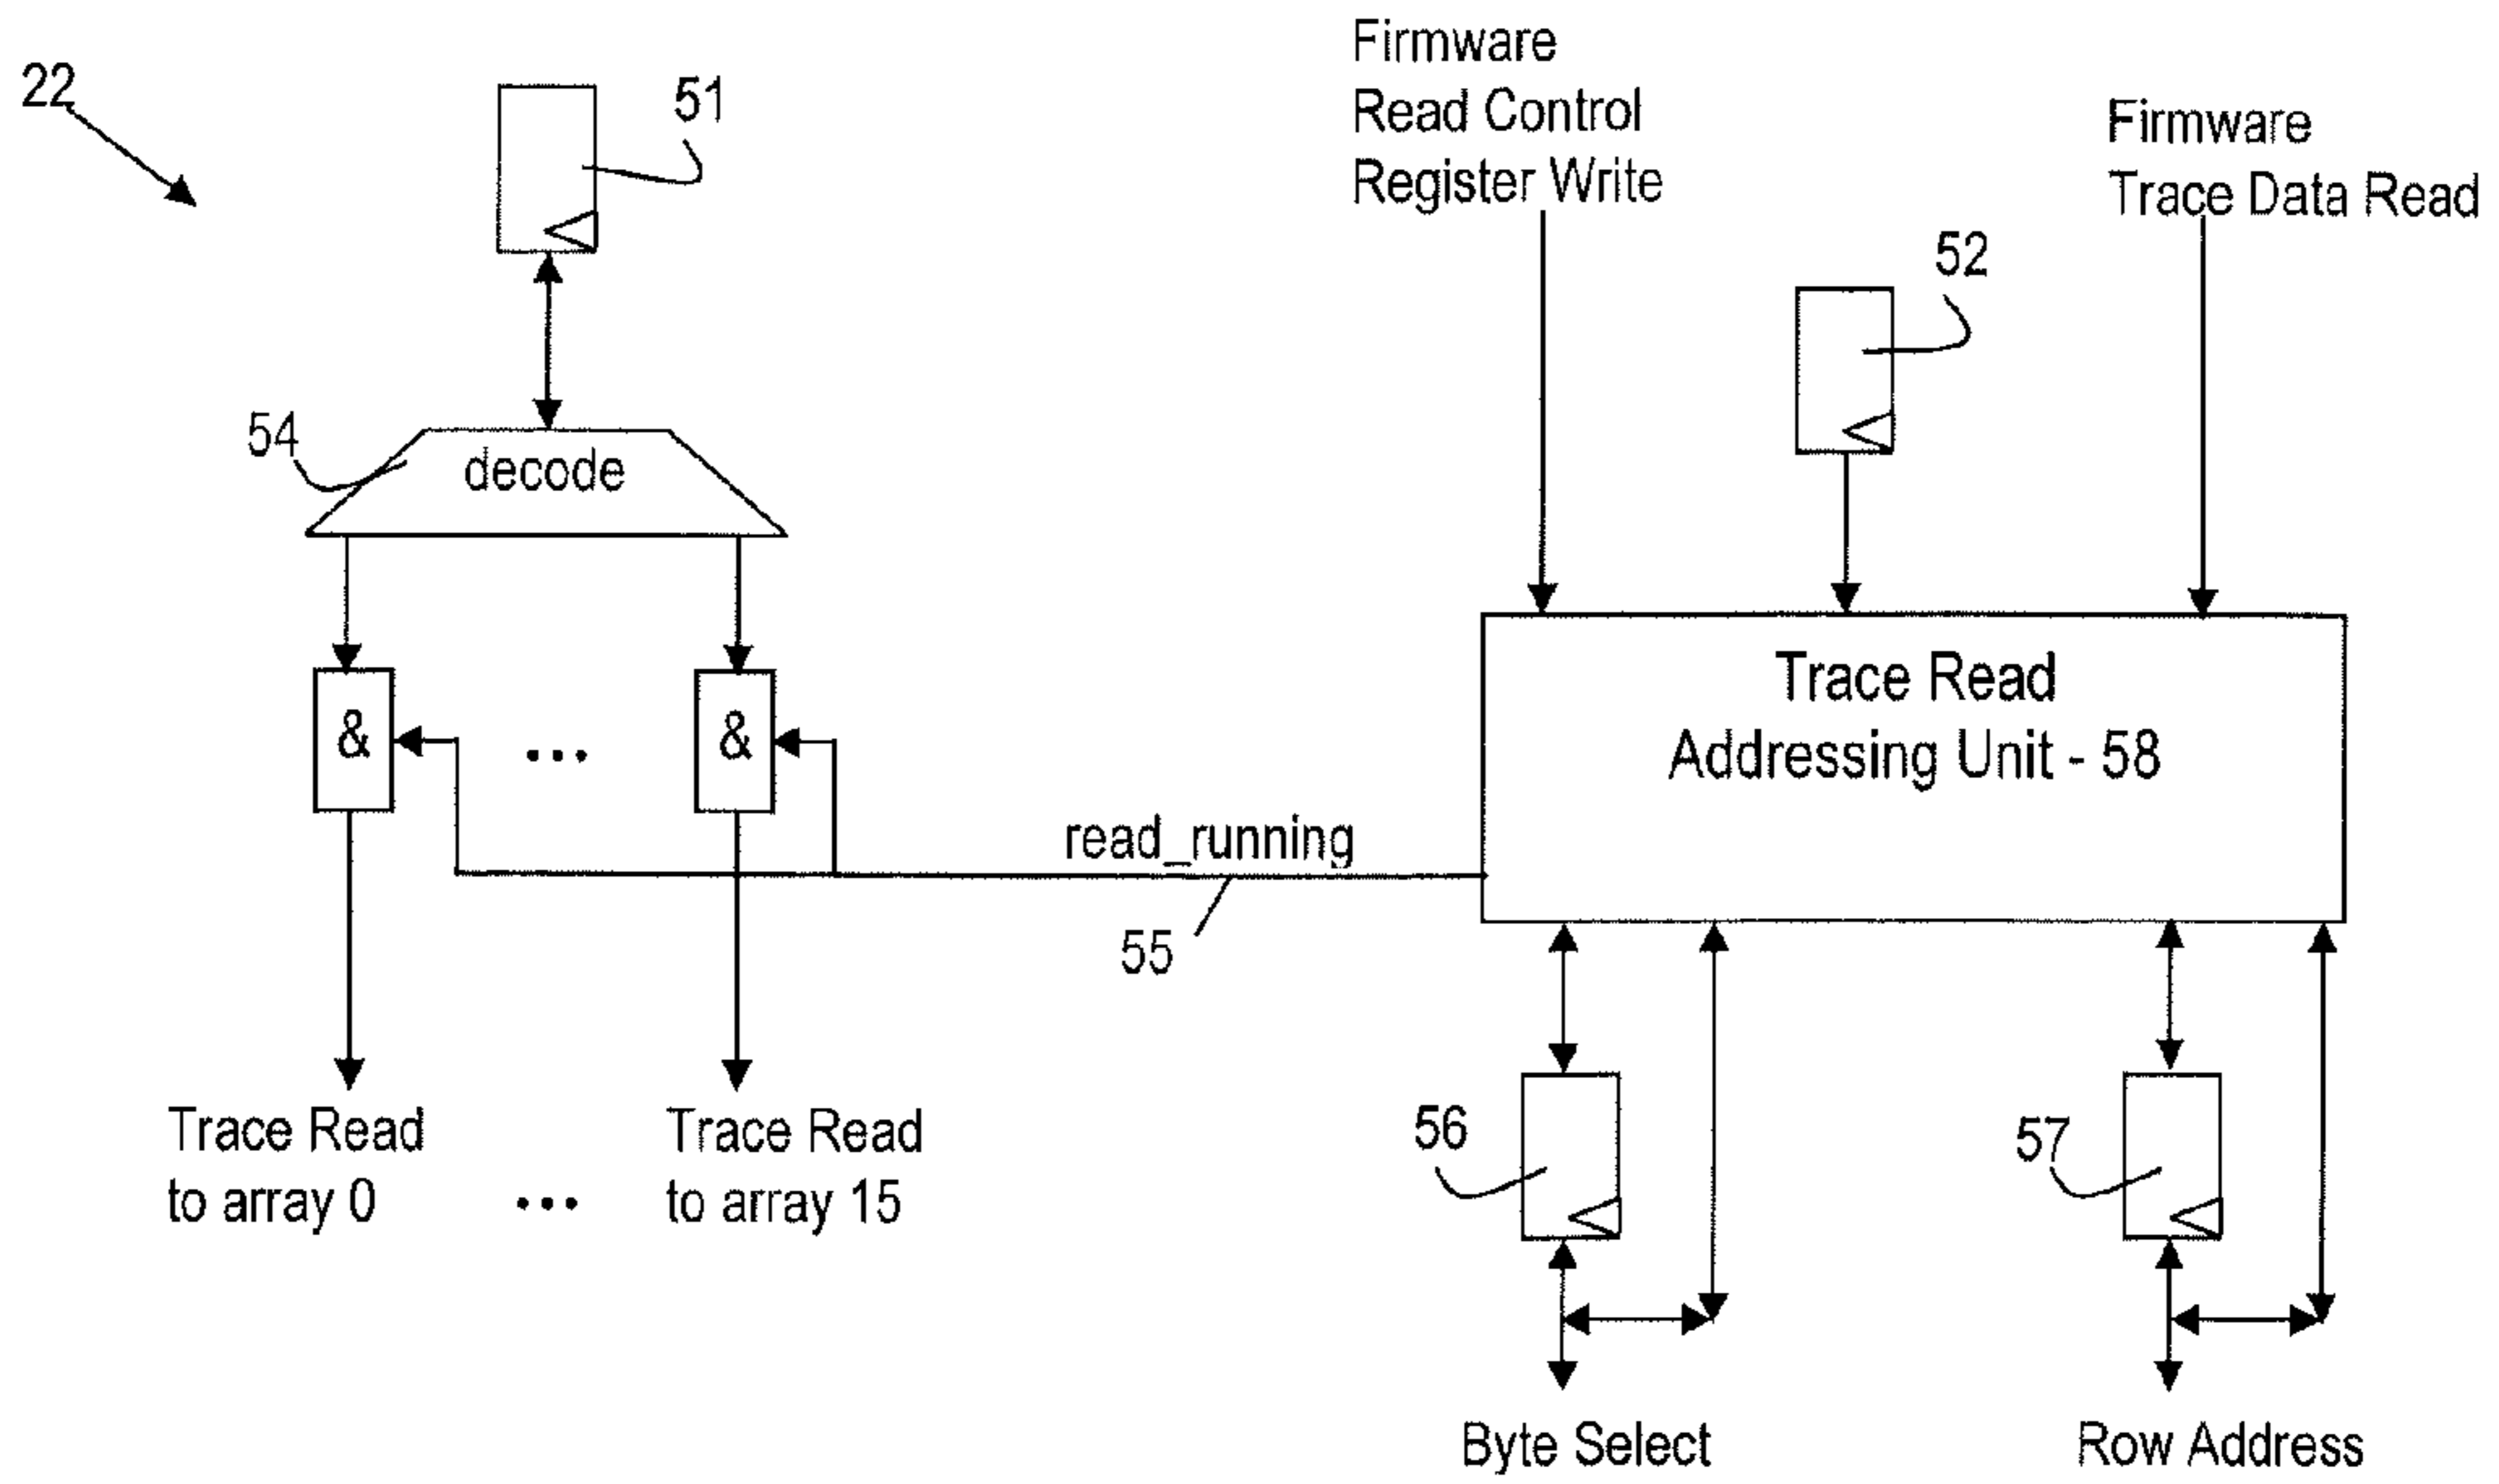 22
51
Firmware
Read Control
Register Write
Firmware
Trace Data Read
52
54
decode
& ... &
Trace Read
Addressing Unit - 58
read_running
55
56
57
Trace Read
to array 0
...
Trace Read
to array 15
Byte Select
Row Address